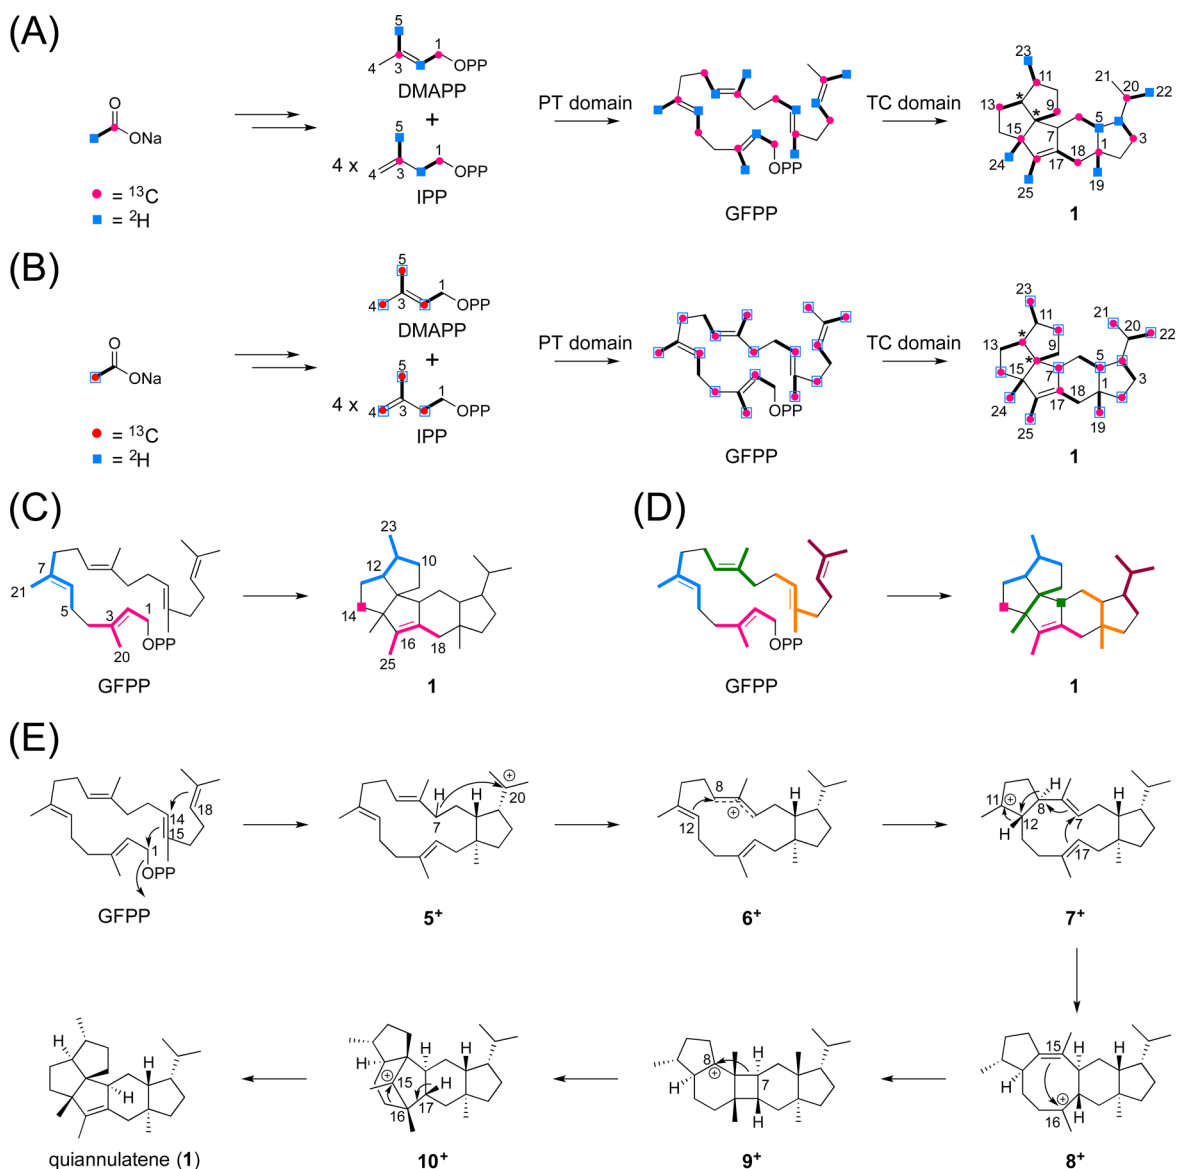 (A)
5
1
4
3
OPP
DMAPP
+
5
1
4 x
4
3
OPP
IPP
O
ONa
= ¹³C
= ²H
PT domain
OPP
GFPP
TC domain
23
11
21
20
22
13
*
9
*
5
15
7
3
1
24
18
17
25
19
1
(B)
5
1
4
3
OPP
DMAPP
+
5
1
4 x
4
3
OPP
IPP
O
ONa
= ¹³C
= ²H
PT domain
OPP
GFPP
TC domain
23
11
21
20
22
13
*
9
*
5
15
7
3
1
24
18
17
25
19
1
(C)
7
21
5
3
1
20
OPP
GFPP
23
12
10
14
16
18
25
1
(D)
OPP
GFPP
1
(E)
14
18
15
1
OPP
GFPP
H
H
20
7
5⁺
8
12
H
6⁺
H
11
8
H
12
7
H
17
7⁺
15
H
H
16
H
8⁺
8
H
H
7
H
H
9⁺
H
H
H
15
H
16
17
10⁺
H
H
H
quiannulatene (1)